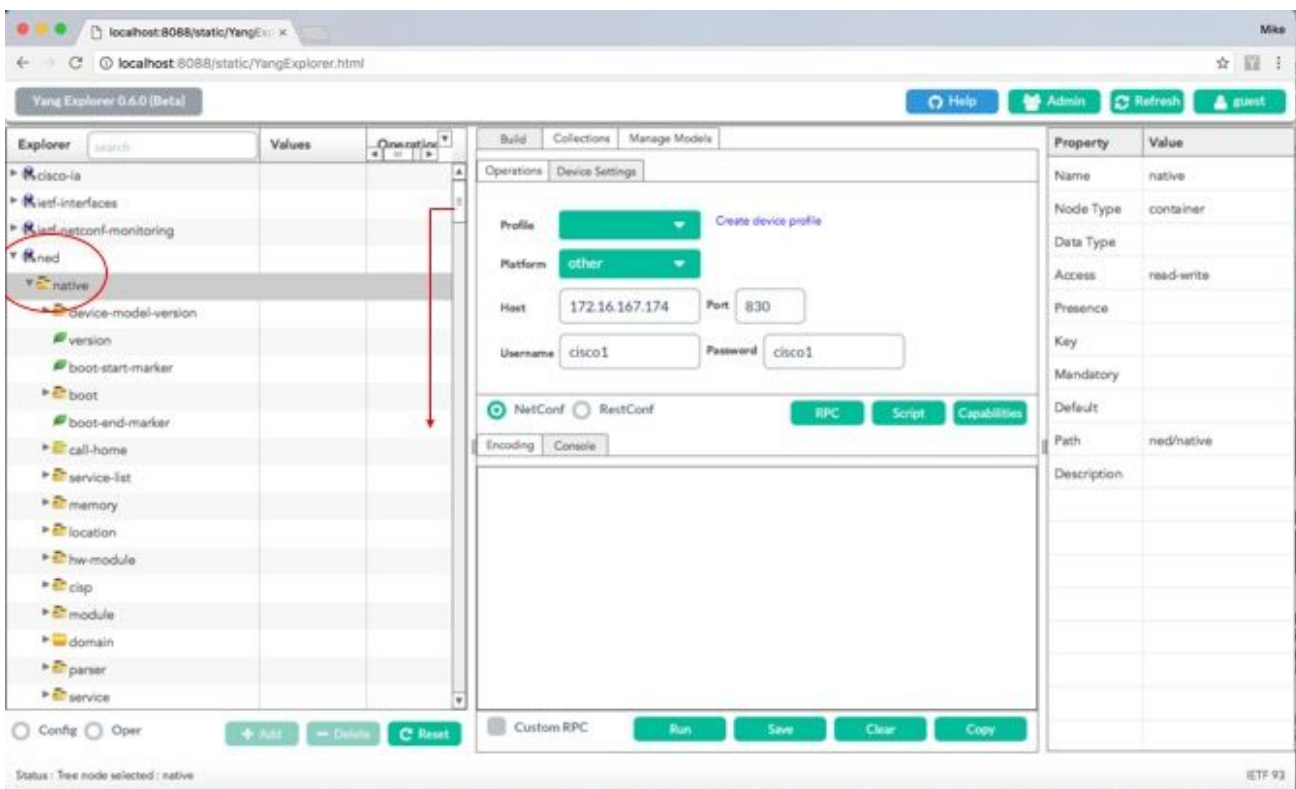 localhost:8088/static/YangEx
Mike
localhost:8088/static/YangExplorer.html
Yang Explorer 0.6.0 (Beta)
Help
Admin
Refresh
guest
Explorer
search
Values
Operation
cisco-ia
ietf-interfaces
ietf-netconf-monitoring
ned
native
device-model-version
version
boot-start-marker
boot
boot-end-marker
call-home
service-list
memory
location
hw-module
cisp
module
domain
parser
service
Config
Oper
Add
Delete
Reset
Build
Collections
Manage Models
Operations
Device Settings
Profile
Create device profile
Platform
other
Host
172.16.167.174
Port
830
Username
cisco1
Password
cisco1
NetConf
RestConf
RPC
Script
Capabilities
Encoding
Console
Custom RPC
Run
Save
Clear
Copy
Property Value
Name native
Node Type container
Data Type
Access read-write
Presence
Key
Mandatory
Default
Path ned/native
Description
Status : Tree node selected : native
IETF 93